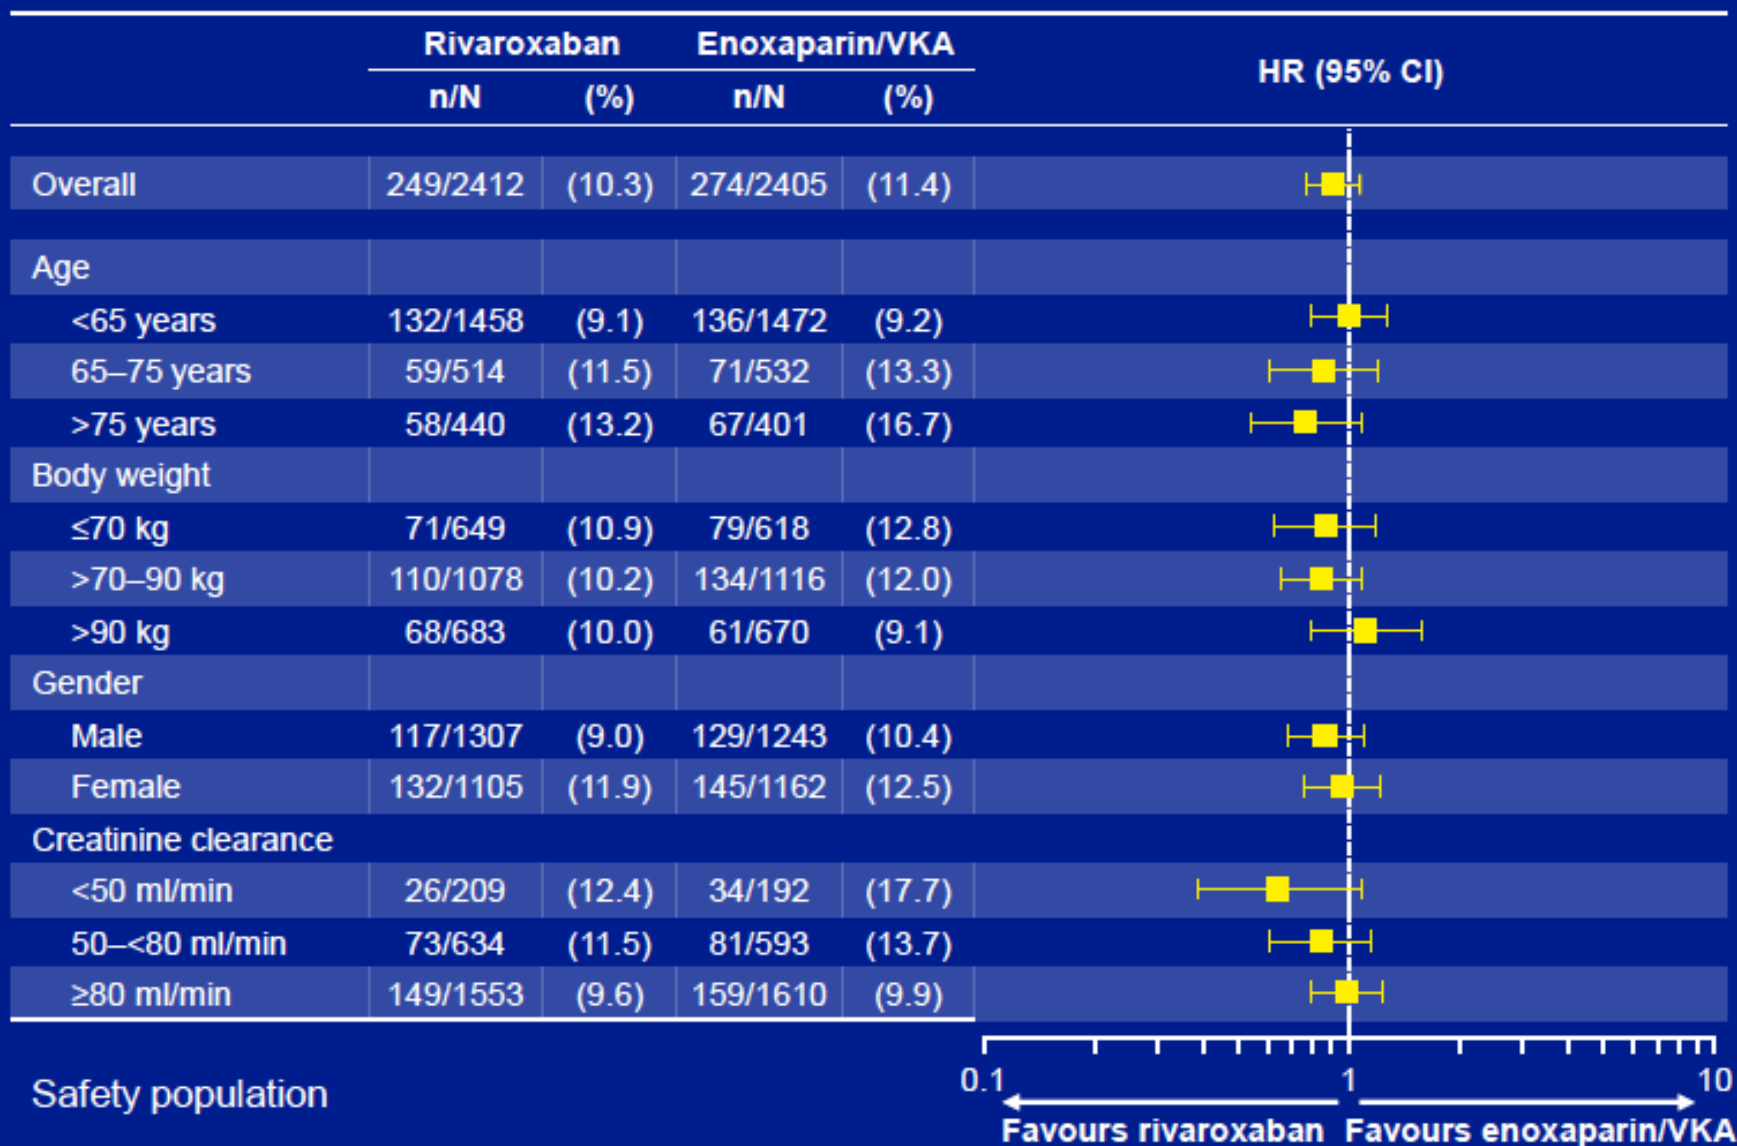 Rivaroxaban Enoxaparin/VKA
HR (95% CI)
n/N (%) n/N (%)
Overall 249/2412 (10.3) 274/2405 (11.4)
Age
<65 years 132/1458 (9.1) 136/1472 (9.2)
65–75 years 59/514 (11.5) 71/532 (13.3)
>75 years 58/440 (13.2) 67/401 (16.7)
Body weight
≤70 kg 71/649 (10.9) 79/618 (12.8)
>70–90 kg 110/1078 (10.2) 134/1116 (12.0)
>90 kg 68/683 (10.0) 61/670 (9.1)
Gender
Male 117/1307 (9.0) 129/1243 (10.4)
Female 132/1105 (11.9) 145/1162 (12.5)
Creatinine clearance
<50 ml/min 26/209 (12.4) 34/192 (17.7)
50–<80 ml/min 73/634 (11.5) 81/593 (13.7)
≥80 ml/min 149/1553 (9.6) 159/1610 (9.9)
0.1 1 10
Safety population
Favours rivaroxaban Favours enoxaparin/VKA